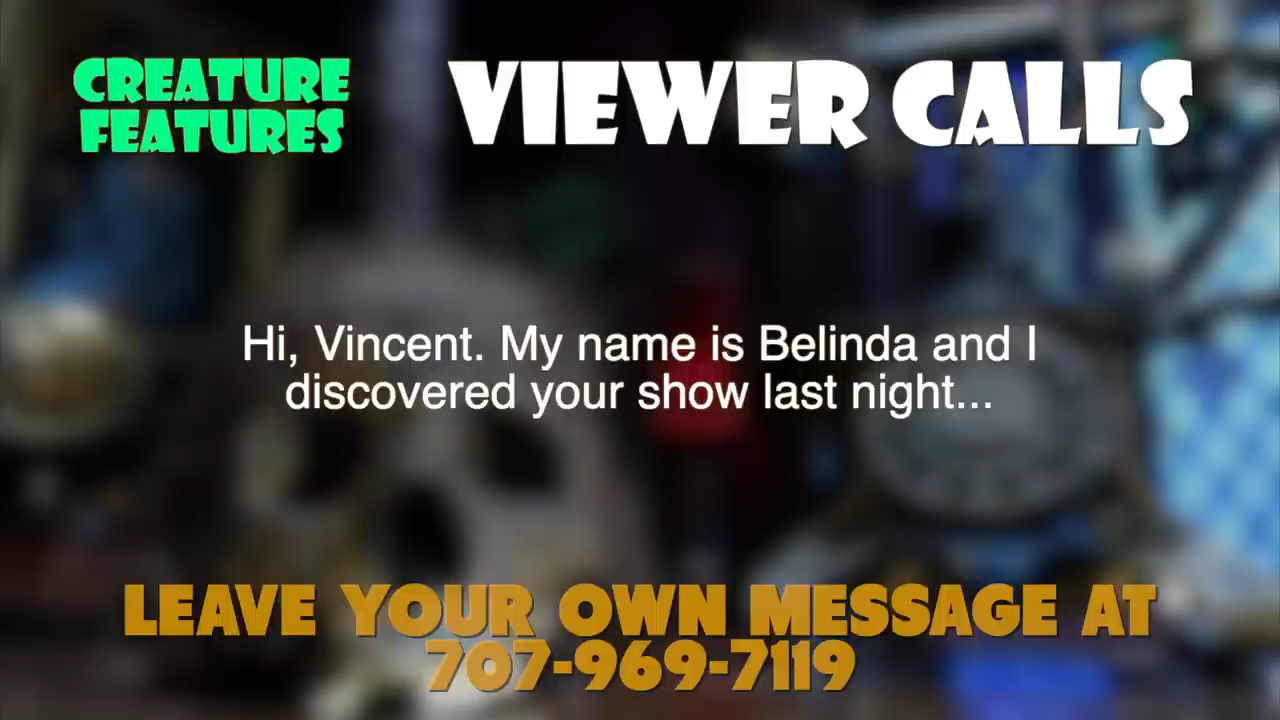 CREATURE
FEATURES
VIEWER CALLS
Hi, Vincent. My name is Belinda and I
discovered your show last night...
LEAVE YOUR OWN MESSAGE AT
707-969-7119